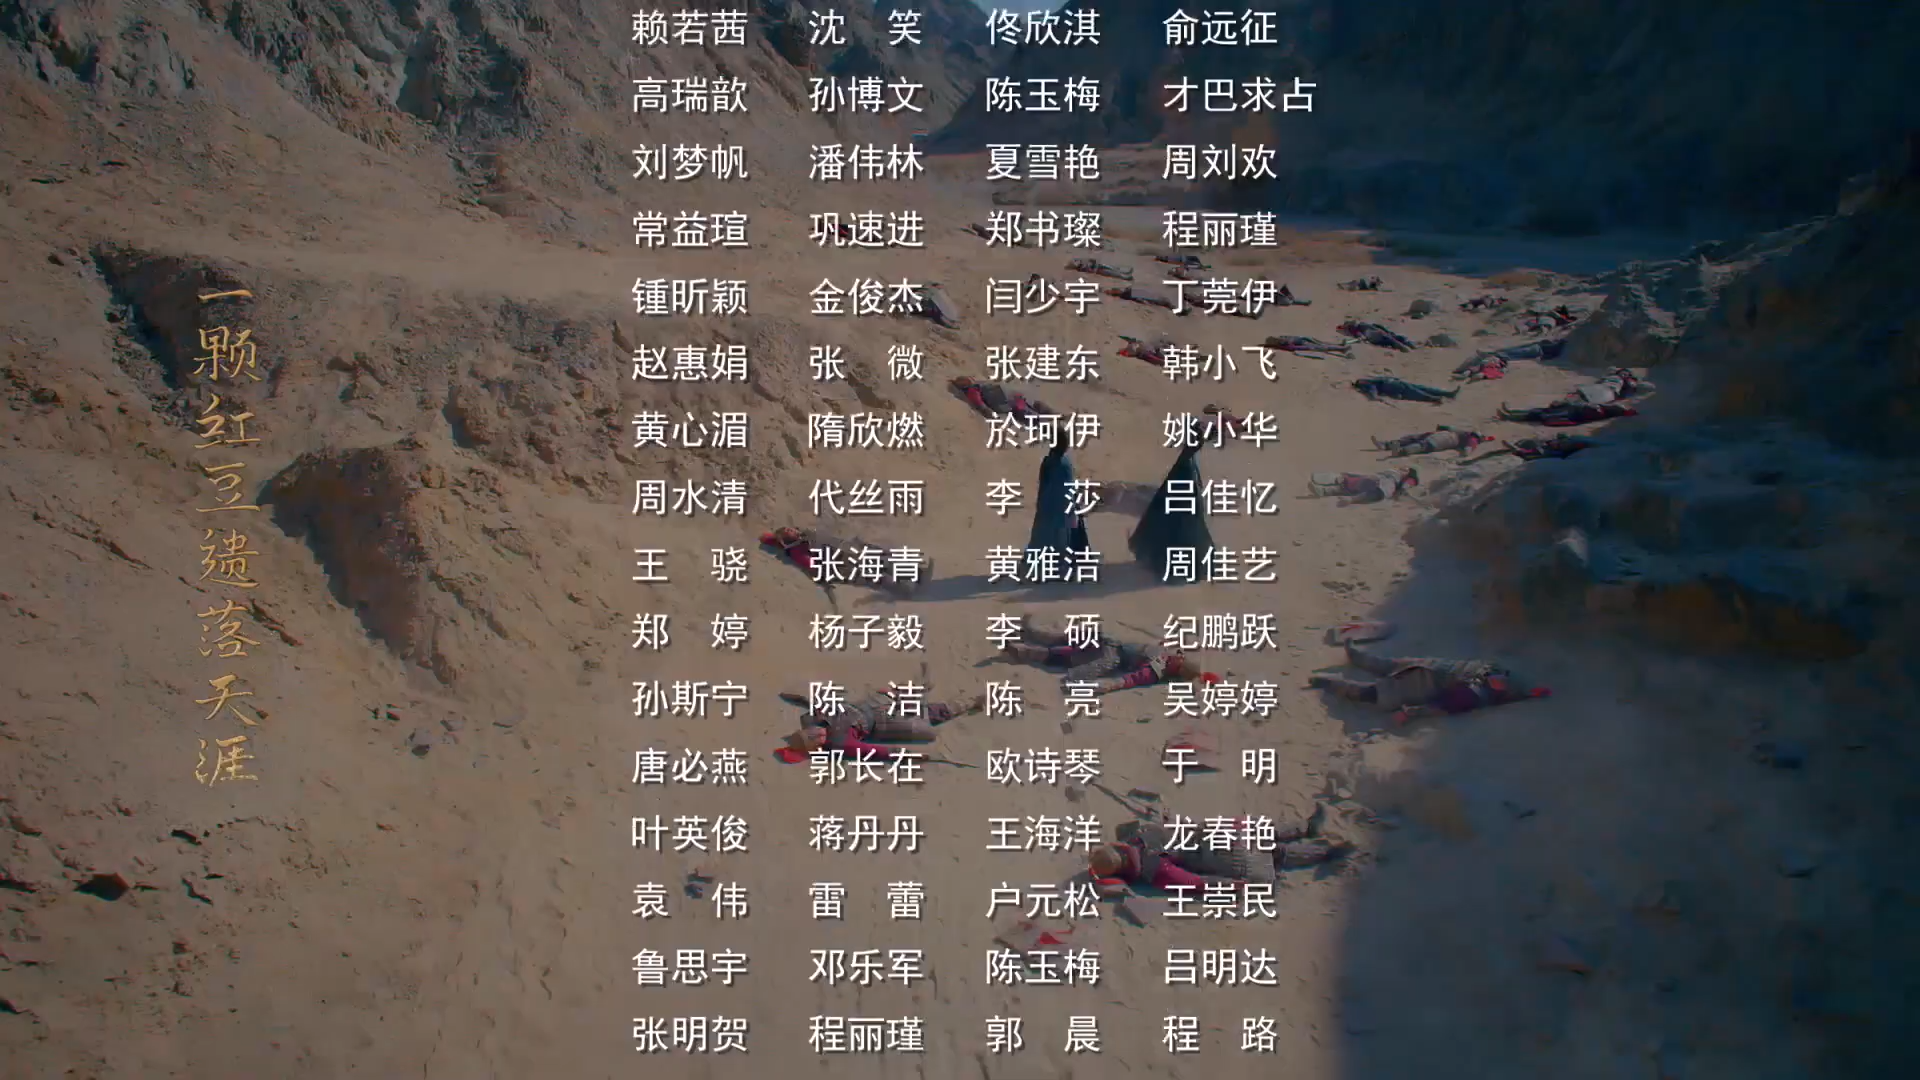 赖若茜 沈 笑 佟欣淇 俞远征
高瑞歆 孙博文 陈玉梅 才巴求占
刘梦帆 潘伟林 夏雪艳 周刘欢
常益瑄 巩速进 郑书璨 程丽瑾
锺昕颖 金俊杰 闫少宇 丁莞伊
赵惠娟 张 微 张建东 韩小飞
黄心湄 隋欣燃 於珂伊 姚小华
周水清 代丝雨 李 莎 吕佳忆
王 骁 张海青 黄雅洁 周佳艺
郑 婷 杨子毅 李 硕 纪鹏跃
孙斯宁 陈 洁 陈 亮 吴婷婷
唐必燕 郭长在 欧诗琴 于 明
叶英俊 蒋丹丹 王海洋 龙春艳
袁 伟 雷 蕾 户元松 王崇民
鲁思宇 邓乐军 陈玉梅 吕明达
张明贺 程丽瑾 郭 晨 程 路
一颗红豆遗落天涯